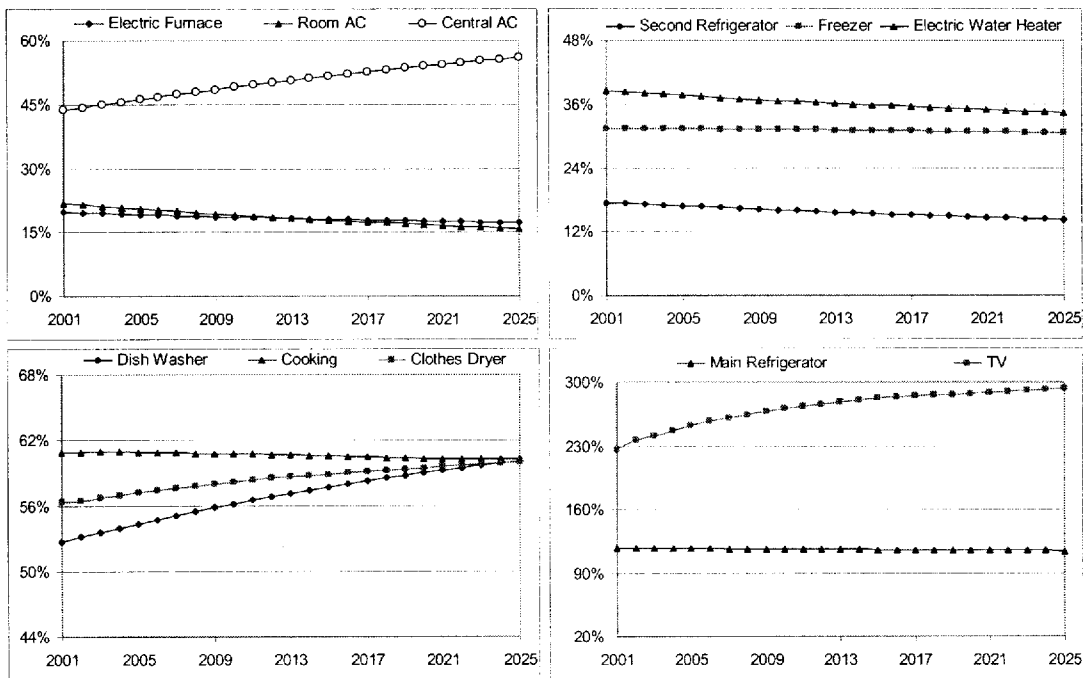 Electric Furnace Room AC Central AC
60%
45%
30%
15%
0%
2001 2005 2009 2013 2017 2021 2025
Second Refrigerator Freezer Electric Water Heater
48%
36%
24%
12%
0%
2001 2005 2009 2013 2017 2021 2025
Dish Washer Cooking Clothes Dryer
68%
62%
56%
50%
44%
2001 2005 2009 2013 2017 2021 2025
Main Refrigerator TV
300%
230%
160%
90%
20%
2001 2005 2009 2013 2017 2021 2025